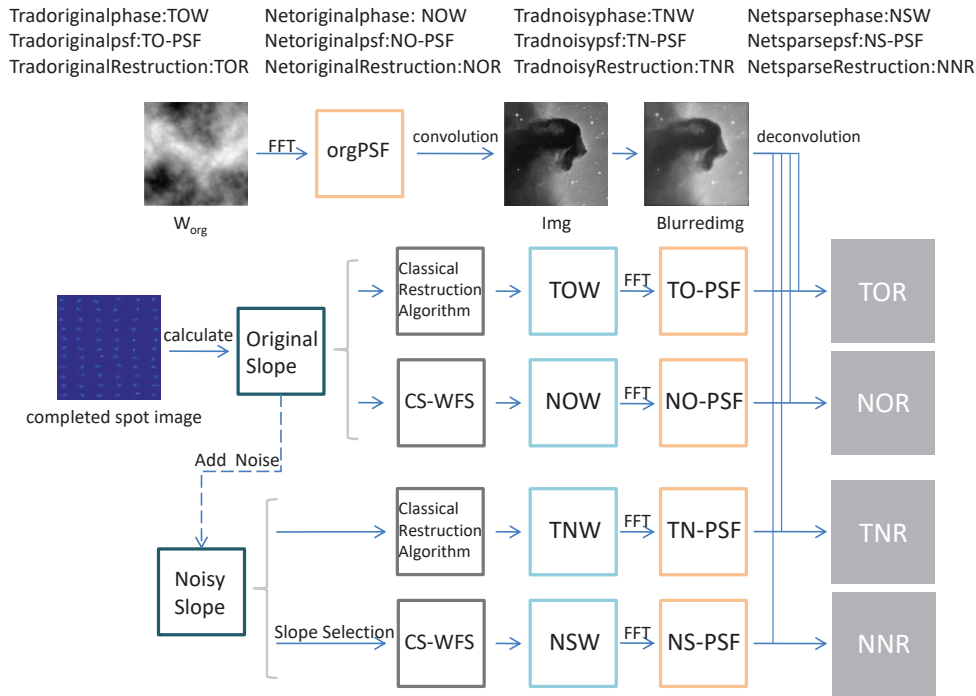 Tradoriginalphase:TOW Netoriginalphase: NOW Tradnoisyphase:TNW Netsparsephase:NSW
Tradoriginalpsf:TO-PSF Netoriginalpsf:NO-PSF Tradnoisypsf:TN-PSF Netsparsepsf:NS-PSF
TradoriginalRestruction:TOR NetoriginalRestruction:NOR TradnoisyRestruction:TNR NetsparseRestruction:NNR
FFT
orgPSF
convolution
deconvolution
Worg
Img
Blurredimg
Classical
Restruction
Algorithm
TOW
FFT
TO-PSF
TOR
calculate
Original
Slope
completed spot image
CS-WFS
NOW
FFT
NO-PSF
NOR
Add Noise
Classical
Restruction
Algorithm
TNW
FFT
TN-PSF
TNR
Noisy
Slope
Slope Selection
CS-WFS
NSW
FFT
NS-PSF
NNR